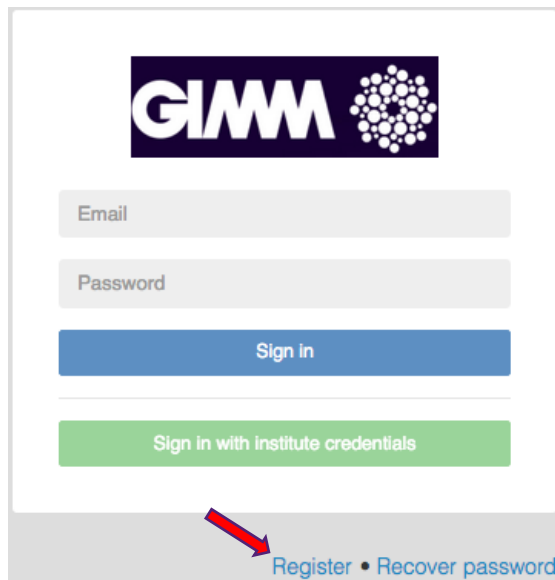 GIMM
Email
Password
Sign in
Sign in with institute credentials
Register • Recover password